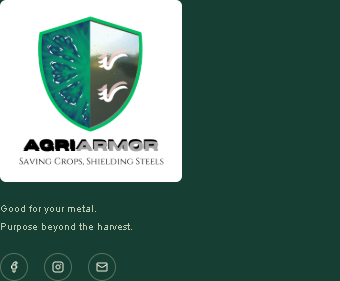 AGRIARMOR
SAVING CROPS, SHIELDING STEELS
Good for your metal.
Purpose beyond the harvest.